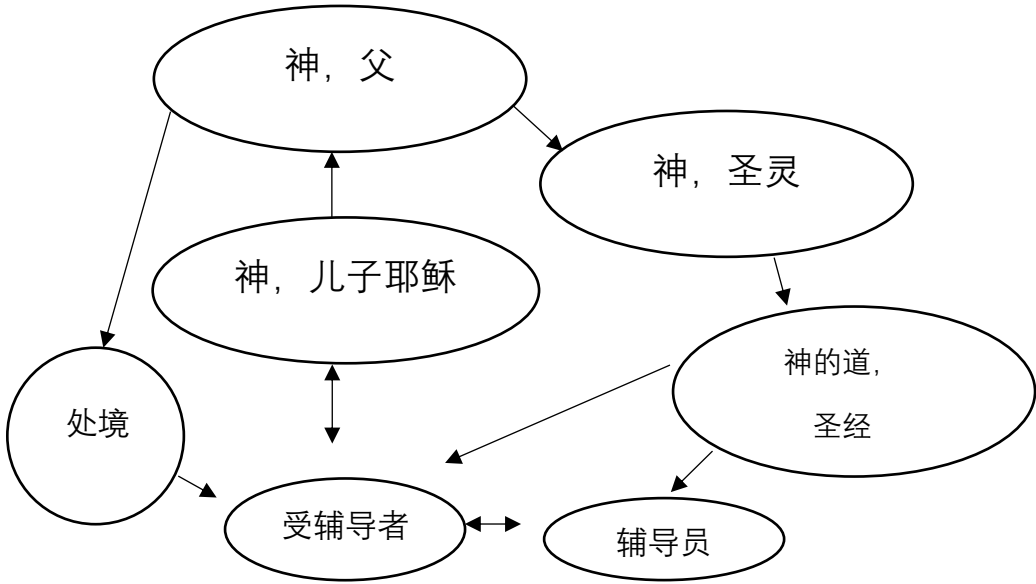 神，父
神，圣灵
神，儿子耶稣
神的道，
圣经
处境
受辅导者
辅导员